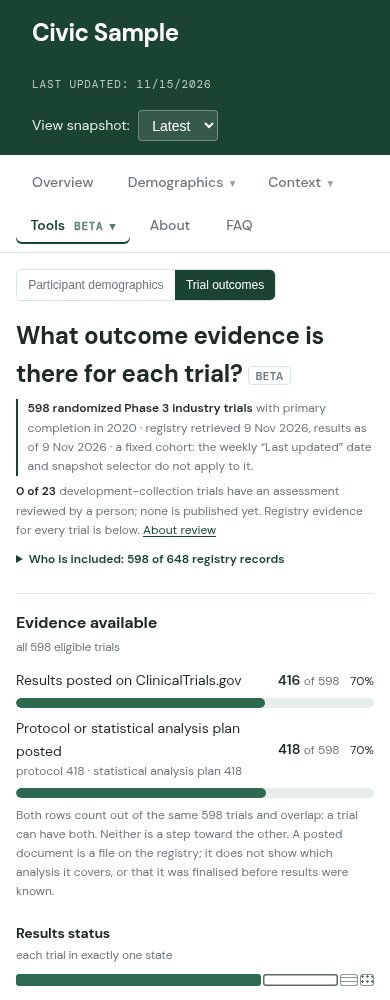 Civic Sample
LAST UPDATED: 11/15/2026
View snapshot: Latest
Overview Demographics ▾ Context ▾
Tools BETA ▾ About FAQ
Participant demographics Trial outcomes
What outcome evidence is
there for each trial? BETA
598 randomized Phase 3 industry trials with primary
completion in 2020 · registry retrieved 9 Nov 2026, results as
of 9 Nov 2026 · a fixed cohort: the weekly “Last updated” date
and snapshot selector do not apply to it.
0 of 23 development-collection trials have an assessment
reviewed by a person; none is published yet. Registry evidence
for every trial is below. About review
▶ Who is included: 598 of 648 registry records
Evidence available
all 598 eligible trials
Results posted on ClinicalTrials.gov 416 of 598 70%
Protocol or statistical analysis plan
posted 418 of 598 70%
protocol 418 · statistical analysis plan 418
Both rows count out of the same 598 trials and overlap: a trial
can have both. Neither is a step toward the other. A posted
document is a file on the registry; it does not show which
analysis it covers, or that it was finalised before results were
known.
Results status
each trial in exactly one state